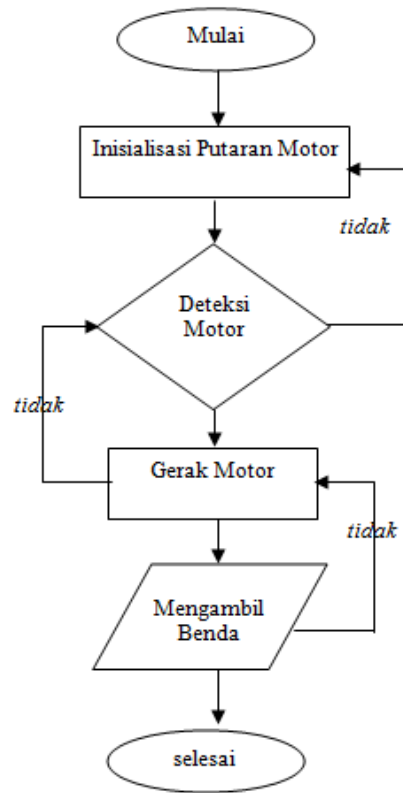 Mulai
Inisialisasi Putaran Motor
tidak
Deteksi
Motor
tidak
Gerak Motor
tidak
Mengambil
Benda
selesai